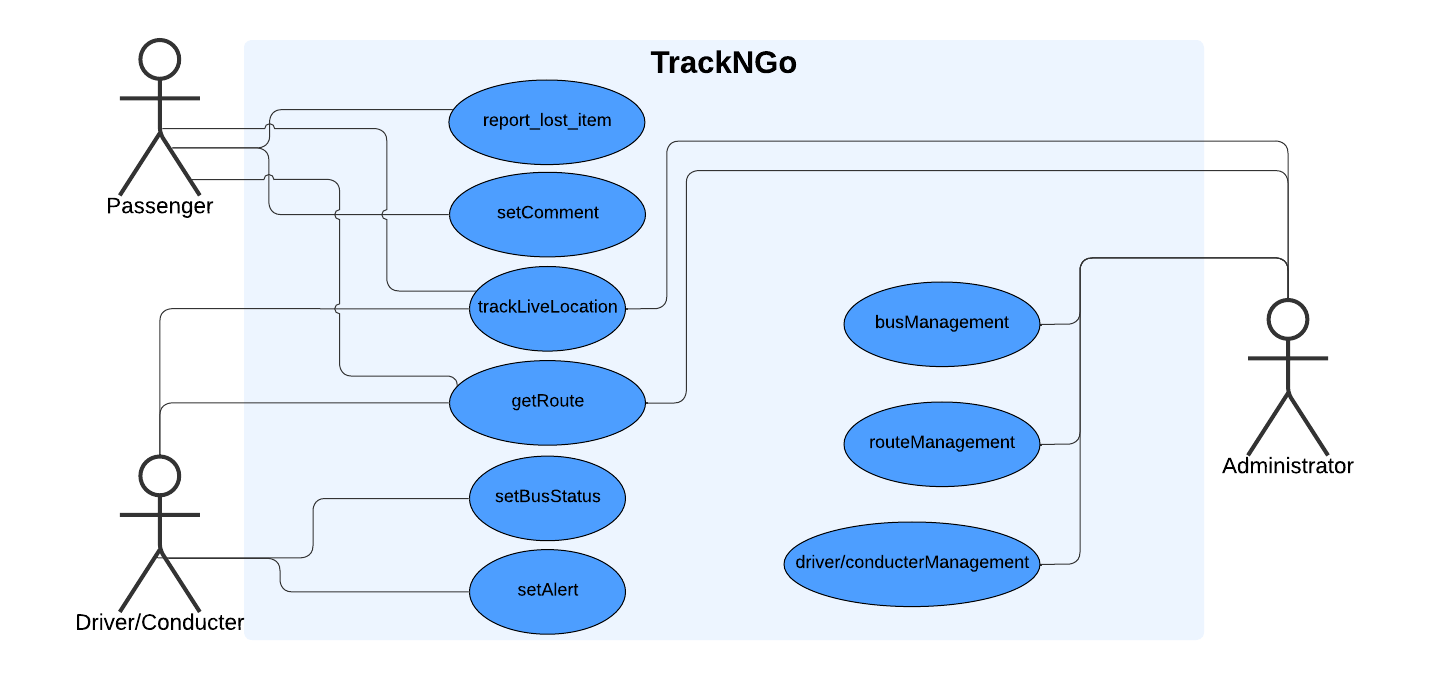 TrackNGo
report_lost_item
setComment
trackLiveLocation
getRoute
setBusStatus
setAlert
busManagement
routeManagement
driver/conducterManagement
Passenger
Driver/Conducter
Administrator